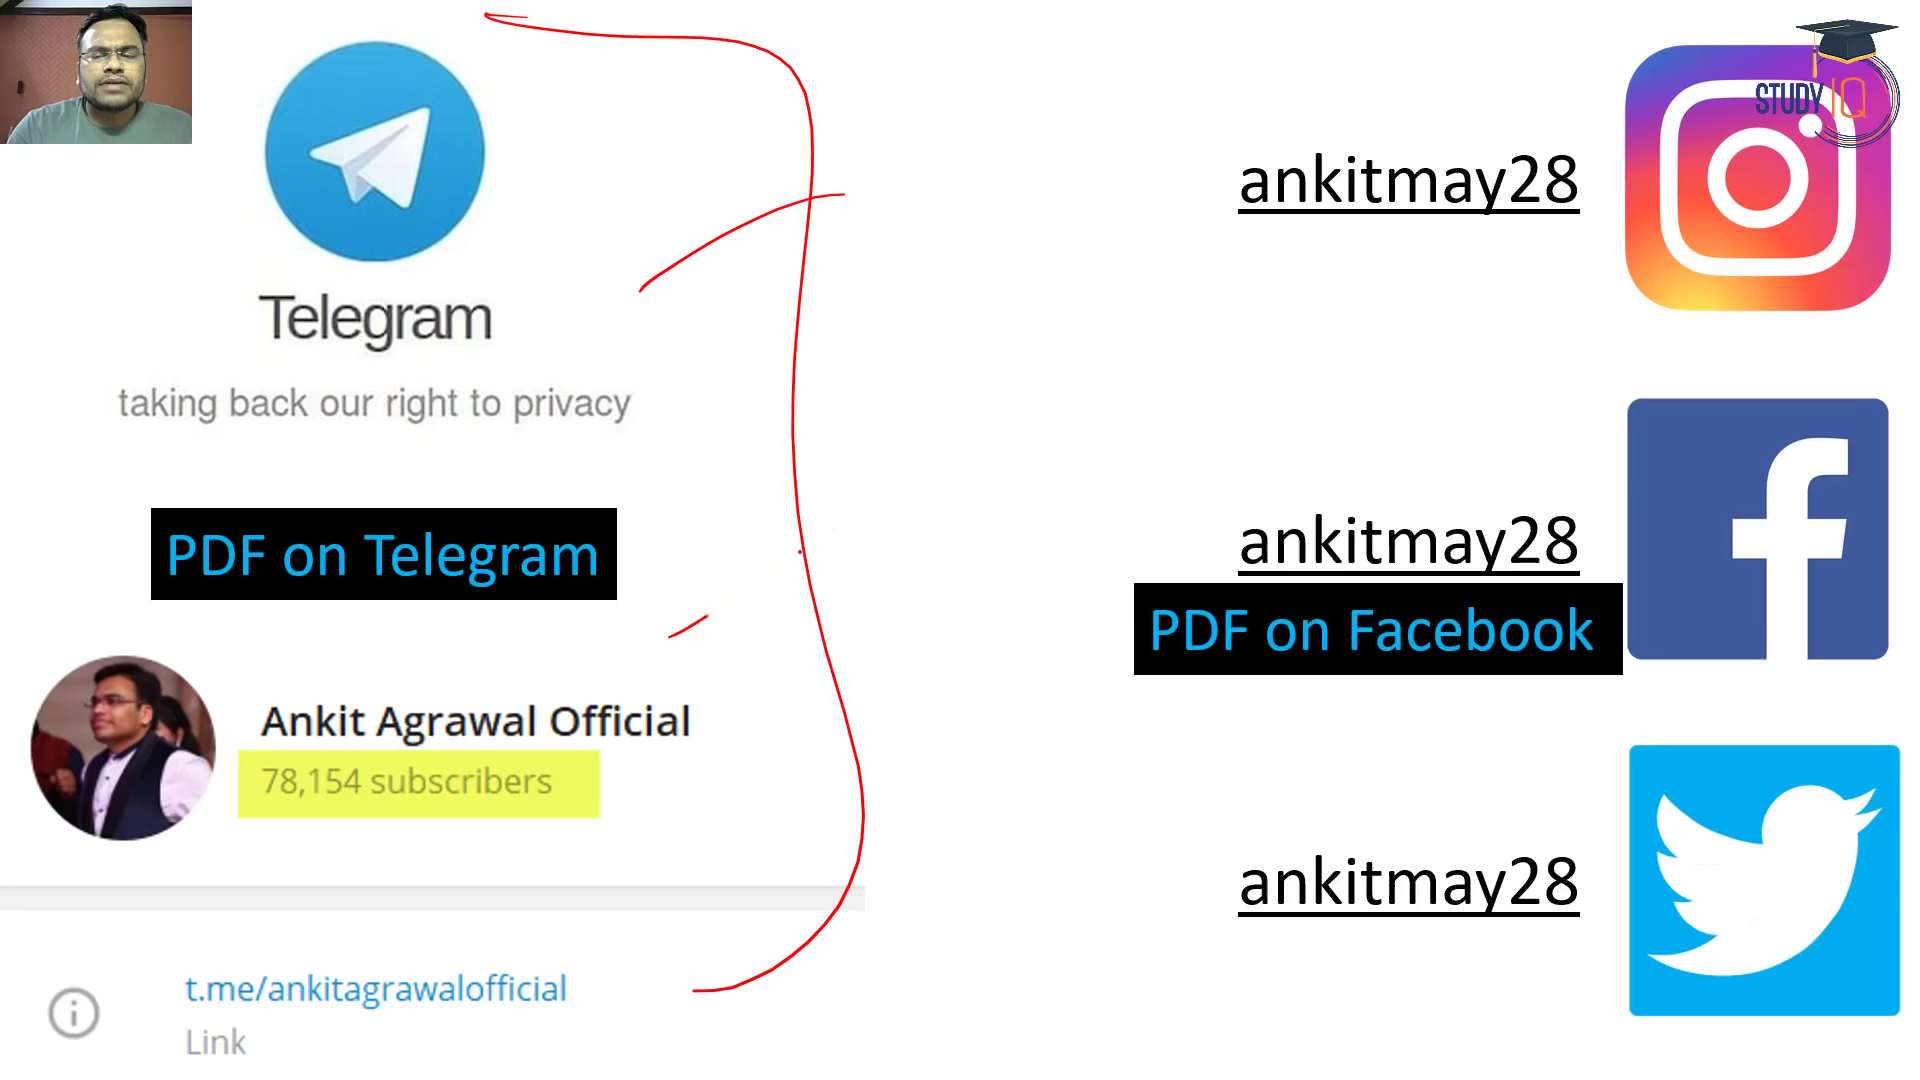 Telegram
taking back our right to privacy
PDF on Telegram
Ankit Agrawal Official
78,154 subscribers
t.me/ankitagrawalofficial
Link
STUDY IQ
ankitmay28
ankitmay28
PDF on Facebook
ankitmay28